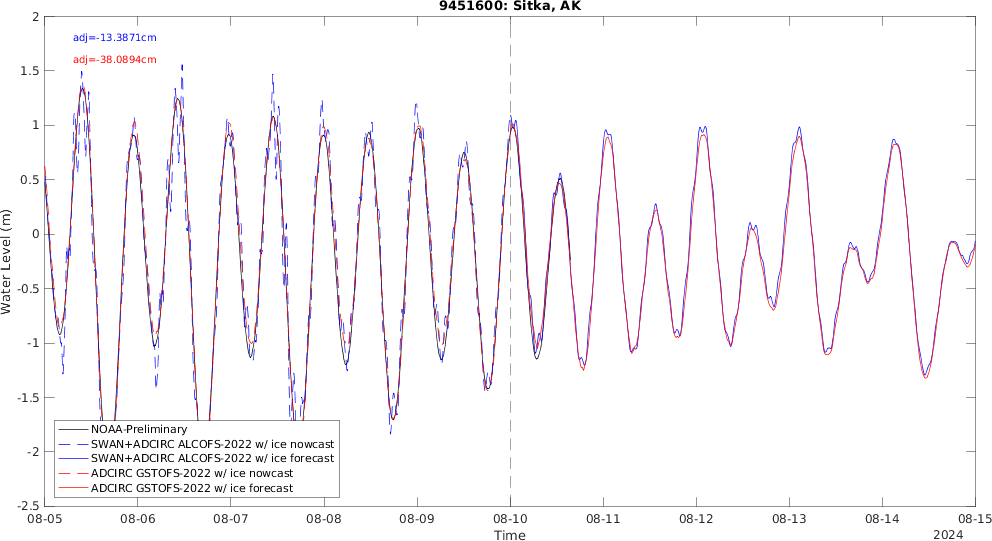 9451600: Sitka, AK
adj=-13.3871cm
adj=-38.0894cm
2
1.5
1
0.5
0
-0.5
-1
-1.5
-2
-2.5
Water Level (m)
NOAA-Preliminary
SWAN+ADCIRC ALCOFS-2022 w/ ice nowcast
SWAN+ADCIRC ALCOFS-2022 w/ ice forecast
ADCIRC GSTOFS-2022 w/ ice nowcast
ADCIRC GSTOFS-2022 w/ ice forecast
08-05 08-06 08-07 08-08 08-09 08-10 08-11 08-12 08-13 08-14 08-15
Time
2024